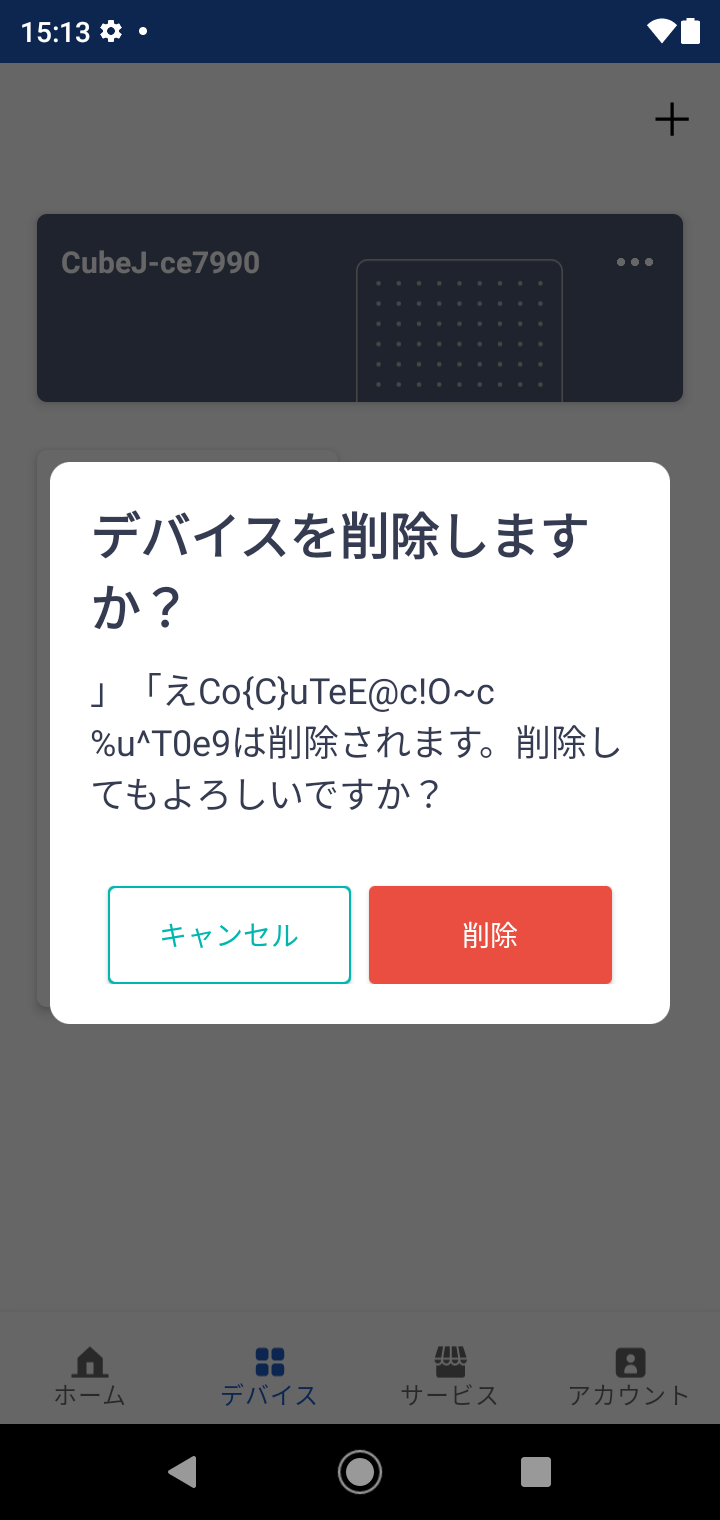 15:13
CubeJ-ce7990
デバイスを削除します
か？
」「えCo{C}uTeE@c!O~c
%u^T0e9は削除されます。削除し
てもよろしいですか？
キャンセル
削除
ホーム
デバイス
サービス
アカウント